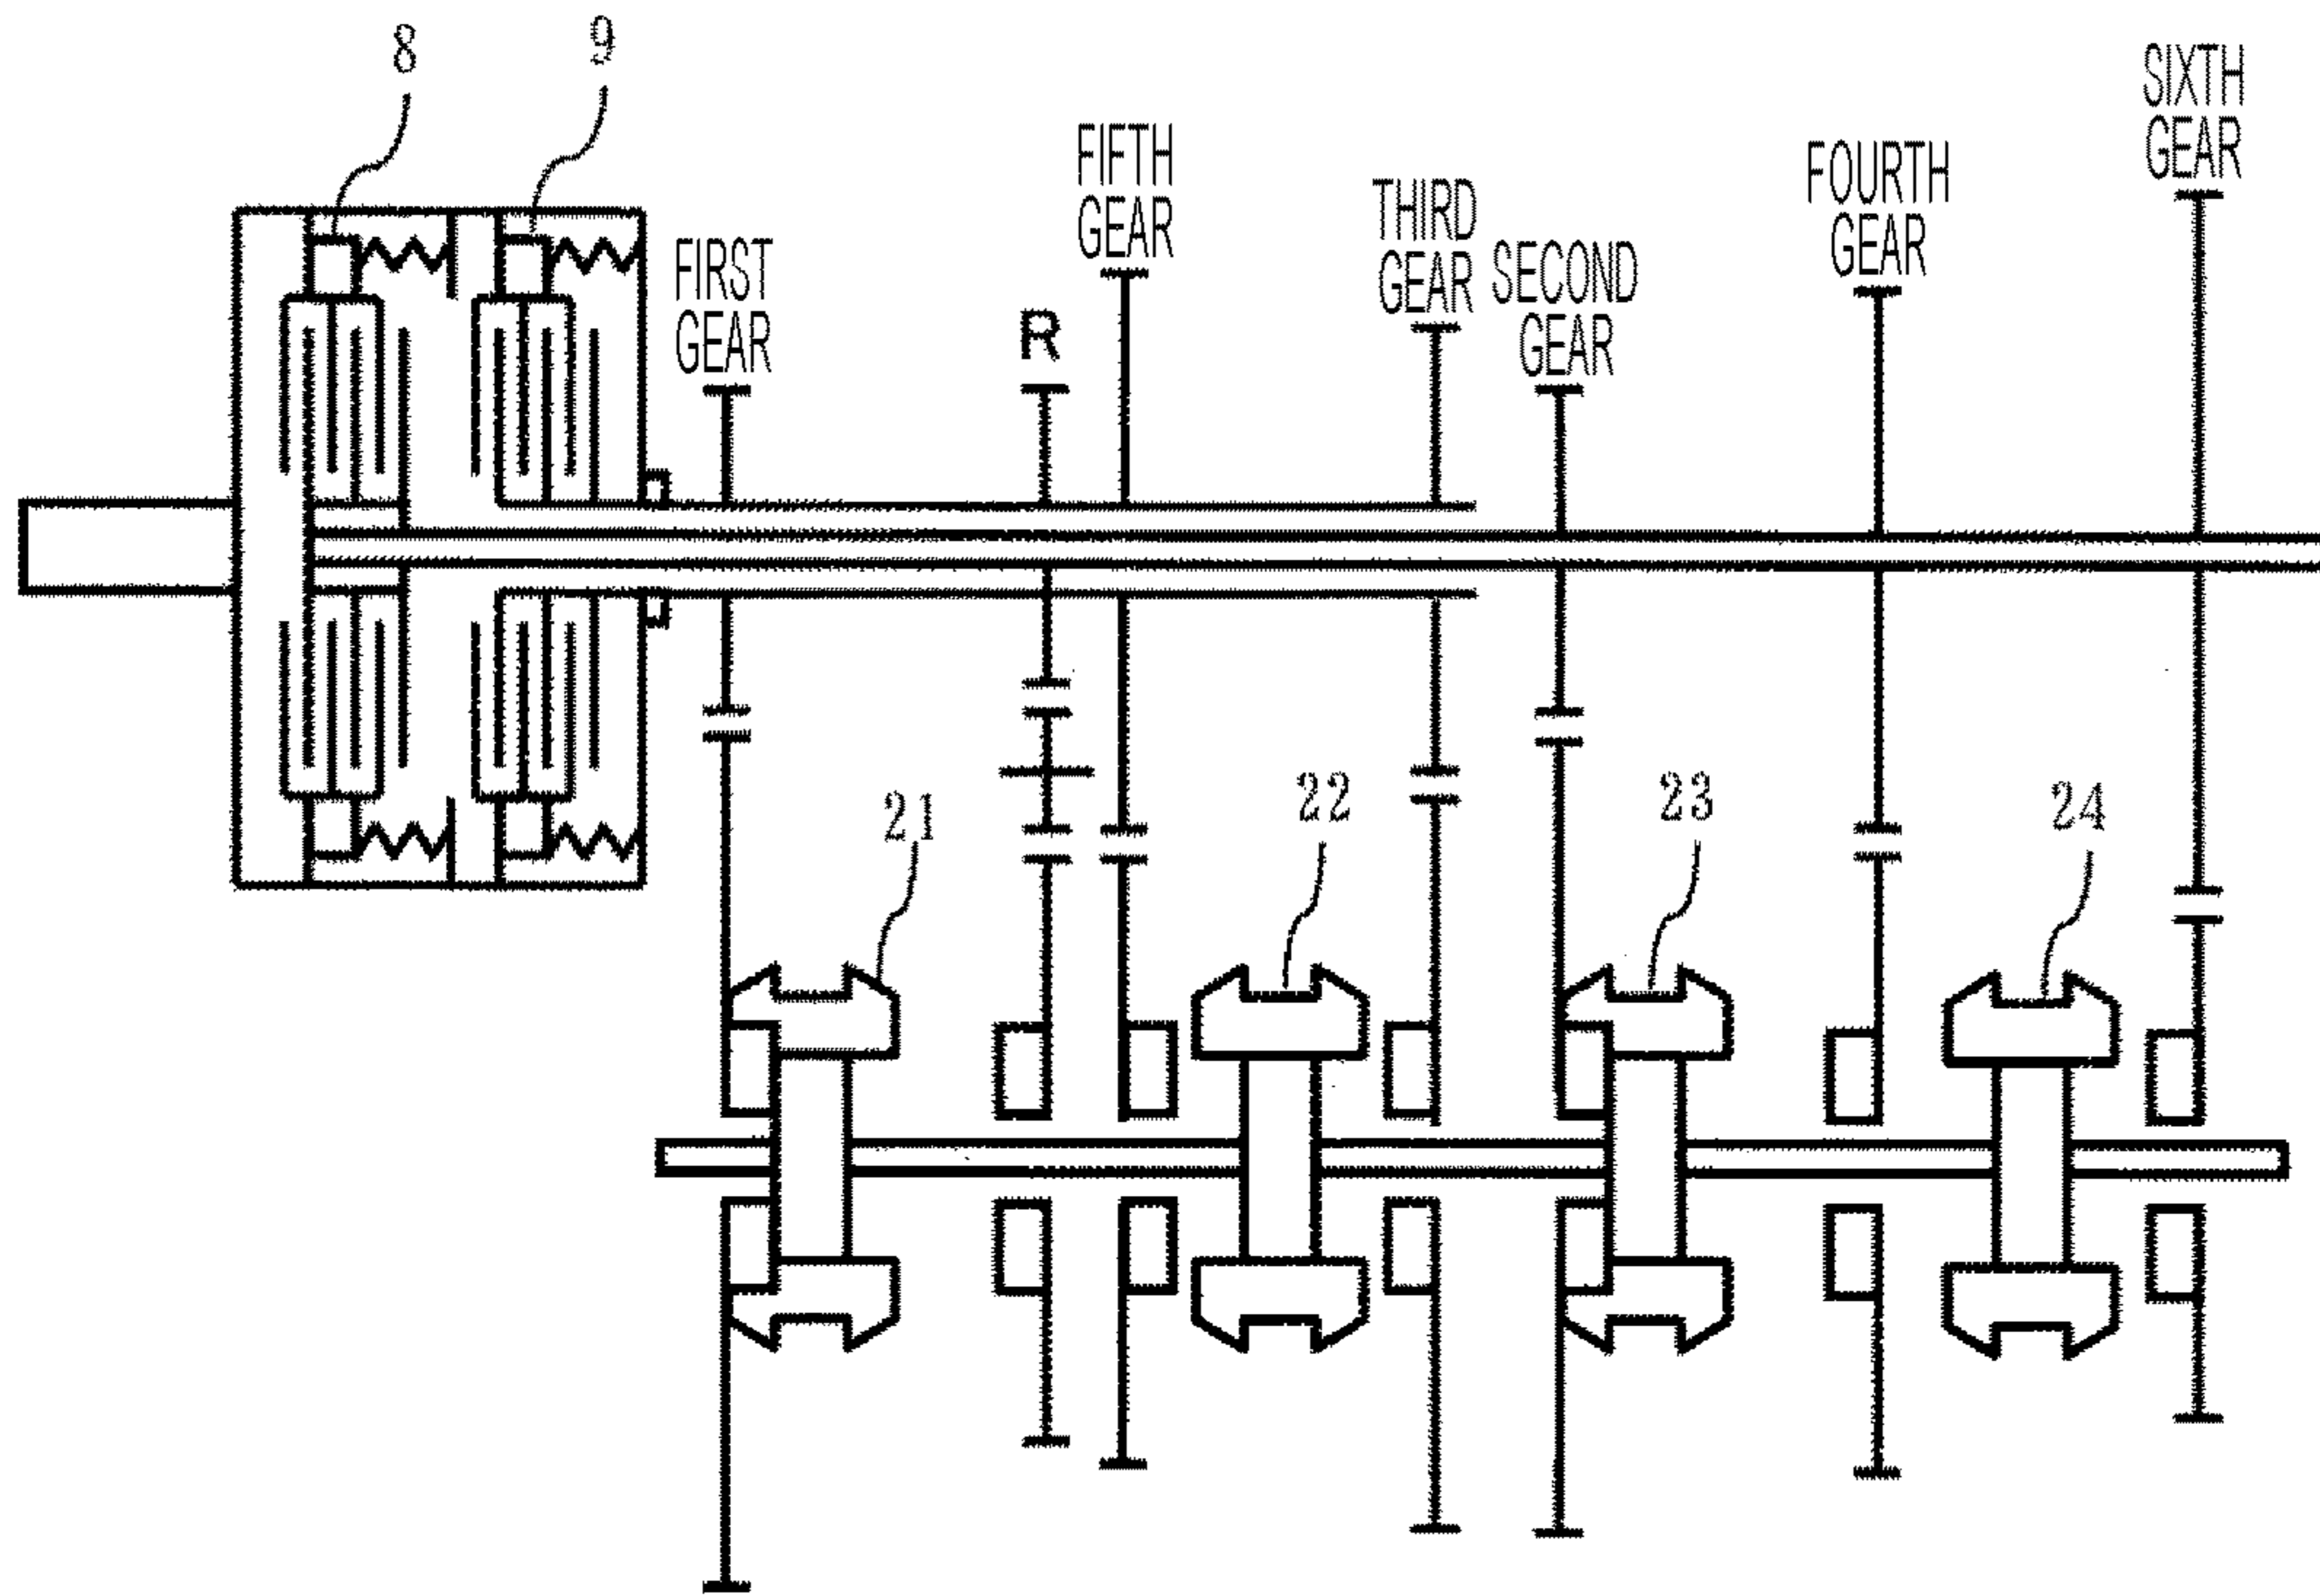 8
9
FIRST
GEAR
R
FIFTH
GEAR
THIRD
GEAR
SECOND
GEAR
FOURTH
GEAR
SIXTH
GEAR
21
22
23
24